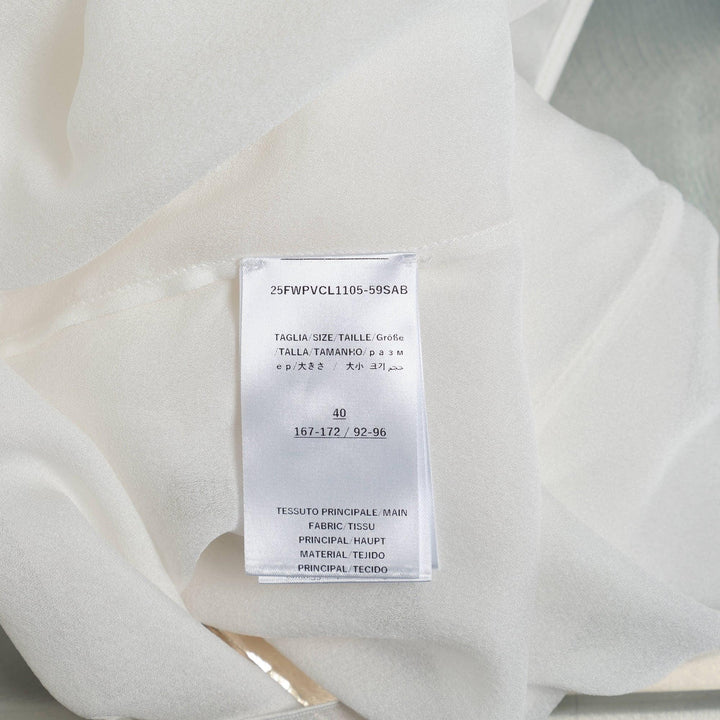 25FWPVCL1105-59SAB
TAGLIA/SIZE/TAILLE/Größe
/TALLA/TAMANHO/разм
ер/大きさ / 大小 크기 حجم
40
167-172 / 92-96
TESSUTO PRINCIPALE/MAIN
FABRIC/TISSU
PRINCIPAL/HAUPT
MATERIAL/TEJIDO
PRINCIPAL/TECIDO